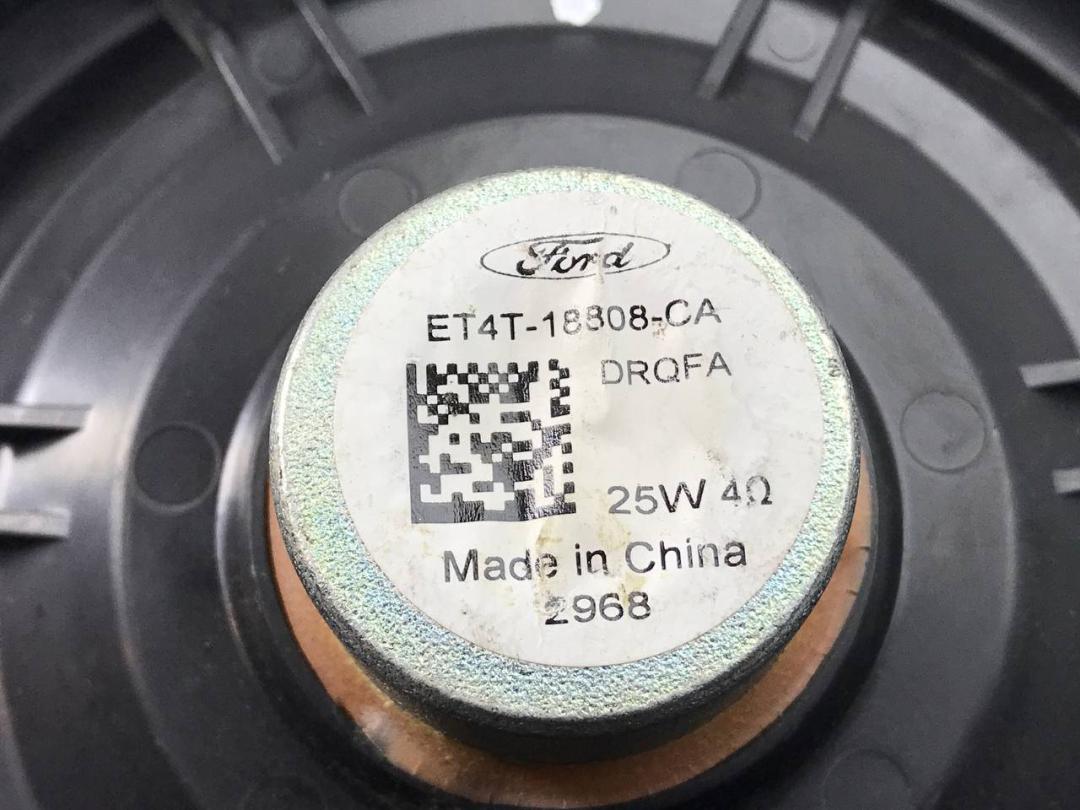 Ford
ET4T-18808-CA
DRQFA
25W 4Ω
Made in China
2968